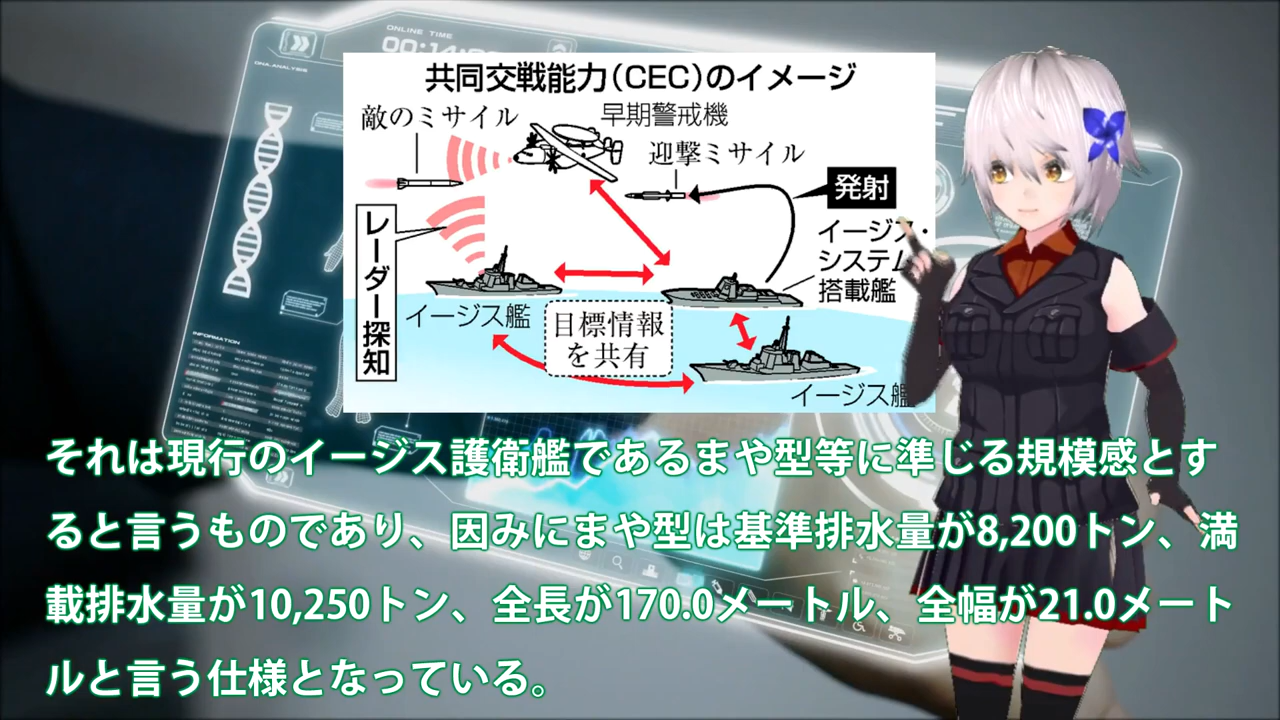 ONLINE TIME
00:14:
DNA ANALYSIS
共同交戦能力(CEC)のイメージ
敵のミサイル
早期警戒機
迎撃ミサイル
発射
レーダー探知
イージス・
システム
搭載艦
イージス艦
目標情報
を共有
イージス艦
INFORMATION
それは現行のイージス護衛艦であるまや型等に準じる規模感とす
ると言うものであり、因みにまや型は基準排水量が8,200トン、満
載排水量が10,250トン、全長が170.0メートル、全幅が21.0メート
ルと言う仕様となっている。